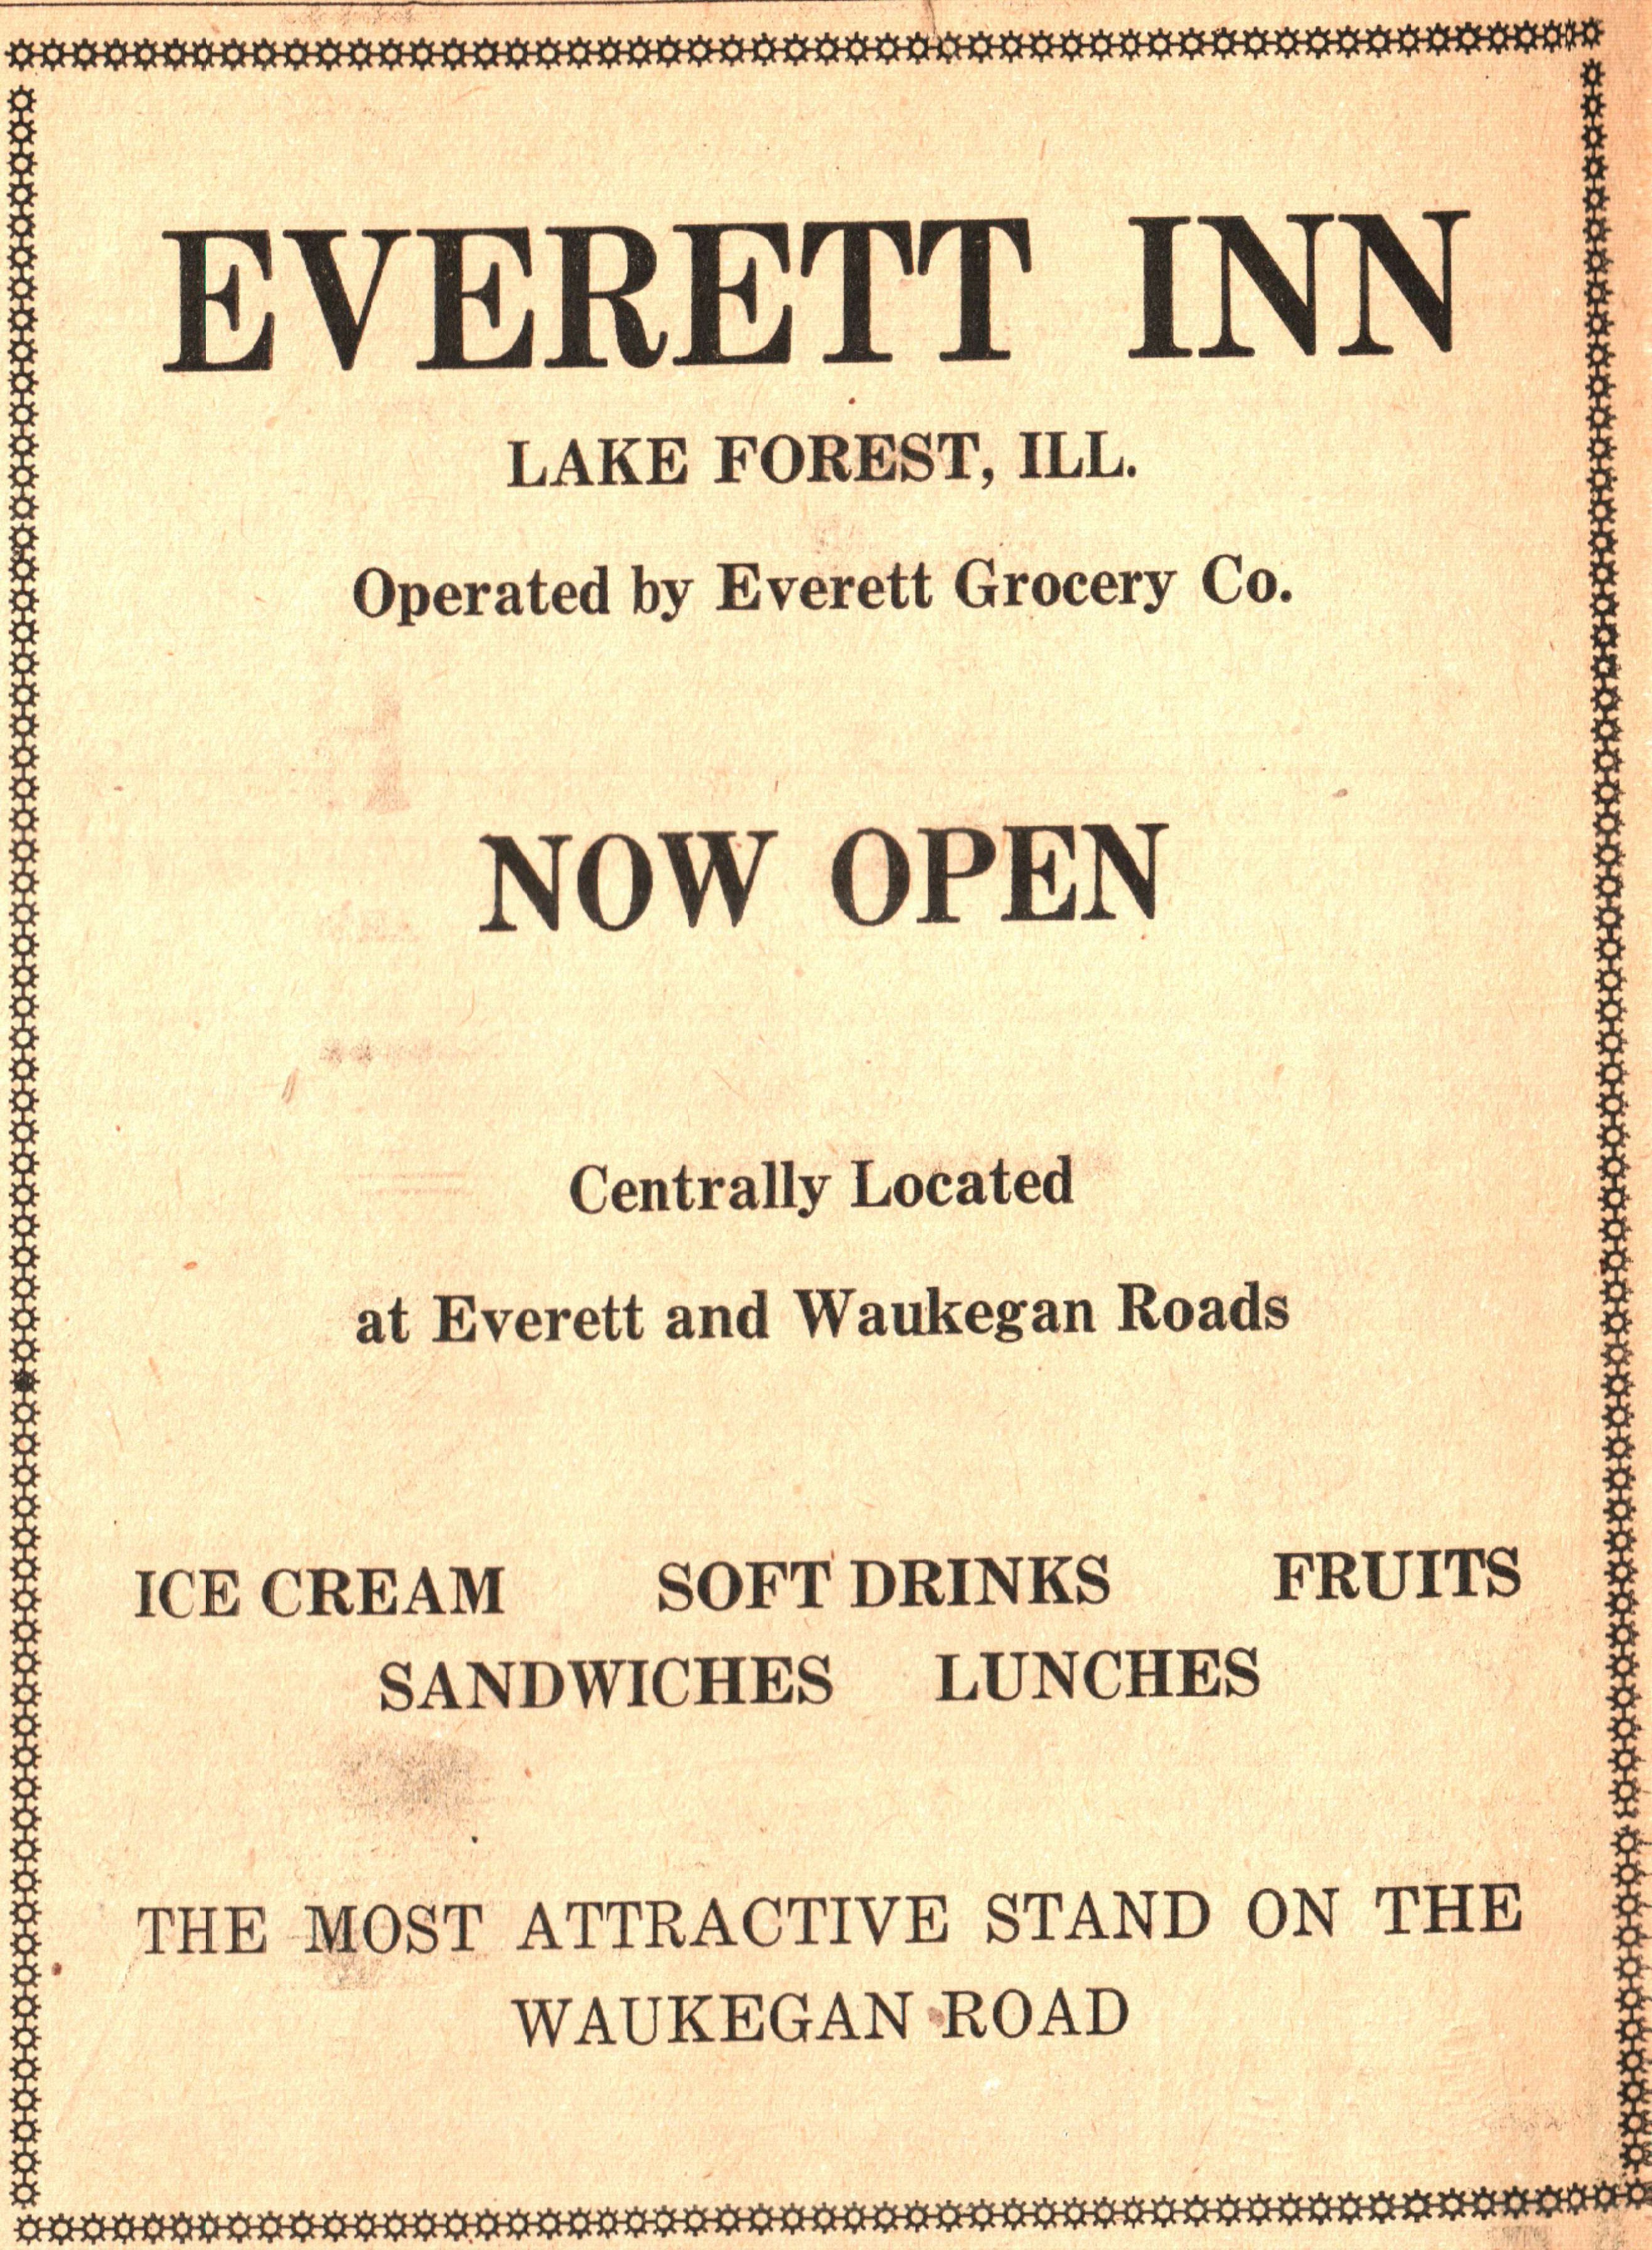 EVERETT INN
LAKE FOREST, ILL.
Operated by Everett Grocery Co.
NOW OPEN
Centrally Located
at Everett and Waukegan Roads
ICE CREAM SOFT DRINKS FRUITS
SANDWICHES LUNCHES
THE MOST ATTRACTIVE STAND ON THE
WAUKEGAN ROAD